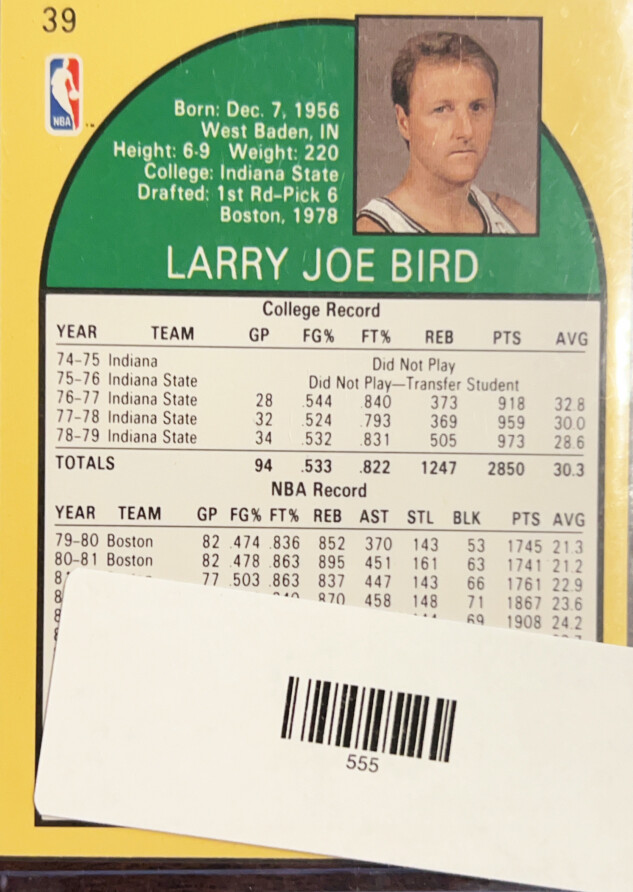 39
NBA
Born: Dec. 7, 1956
West Baden, IN
Height: 6-9 Weight: 220
College: Indiana State
Drafted: 1st Rd-Pick 6
Boston, 1978
LARRY JOE BIRD
College Record
YEAR TEAM GP FG% FT% REB PTS AVG
74-75 Indiana Did Not Play
75-76 Indiana State Did Not Play—Transfer Student
76-77 Indiana State 28 .544 .840 373 918 32.8
77-78 Indiana State 32 .524 .793 369 959 30.0
78-79 Indiana State 34 .532 .831 505 973 28.6
TOTALS 94 .533 .822 1247 2850 30.3
NBA Record
YEAR TEAM GP FG% FT% REB AST STL BLK PTS AVG
79-80 Boston 82 .474 .836 852 370 143 53 1745 21.3
80-81 Boston 82 .478 .863 895 451 161 63 1741 21.2
77 .503 .863 837 447 143 66 1761 22.9
870 458 148 71 1867 23.6
69 1908 24.2
555